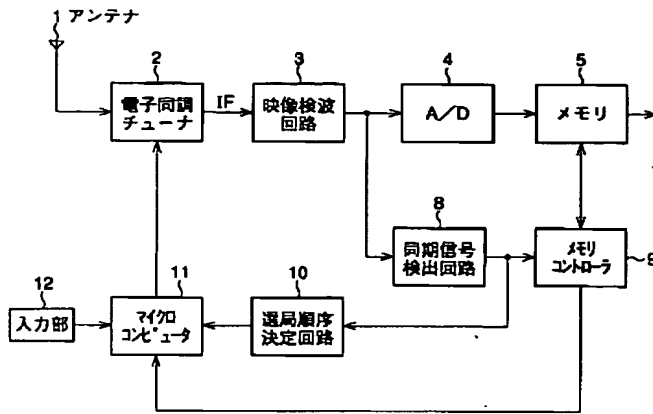 1 アンテナ
2
電子同調
チューナ
IF
3
映像検波
回路
4
A/D
5
メモリ
8
同期信号
検出回路
メモリ
コントローラ
9
10
選局順序
決定回路
11
マイクロ
コンピュータ
12
入力部